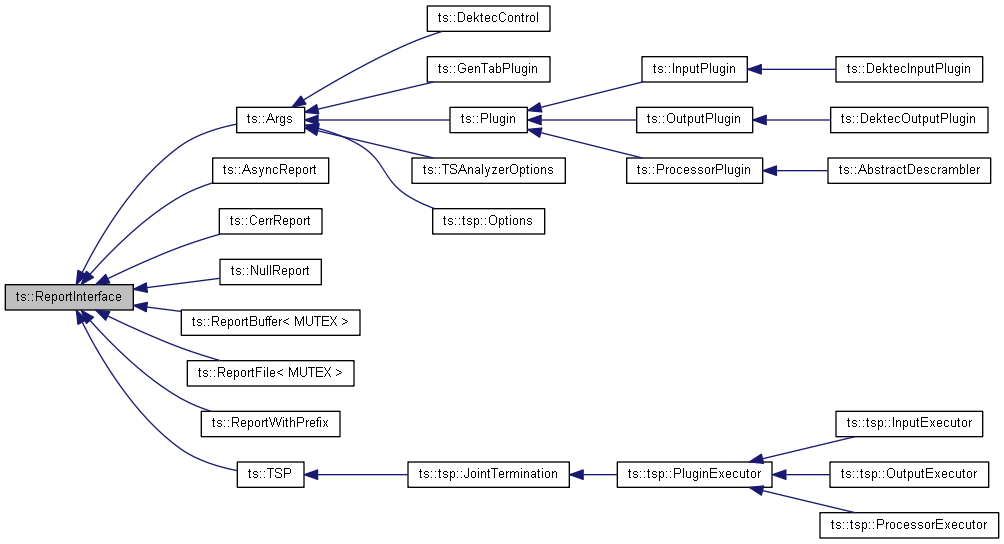 ts::DektecControl
ts::GenTabPlugin
ts::InputPlugin
ts::DektecInputPlugin
ts::Args
ts::Plugin
ts::OutputPlugin
ts::DektecOutputPlugin
ts::AsyncReport
ts::TSAnalyzerOptions
ts::ProcessorPlugin
ts::AbstractDescrambler
ts::CerrReport
ts::tsp::Options
ts::NullReport
ts::ReportInterface
ts::ReportBuffer< MUTEX >
ts::ReportFile< MUTEX >
ts::ReportWithPrefix
ts::tsp::InputExecutor
ts::TSP
ts::tsp::JointTermination
ts::tsp::PluginExecutor
ts::tsp::OutputExecutor
ts::tsp::ProcessorExecutor